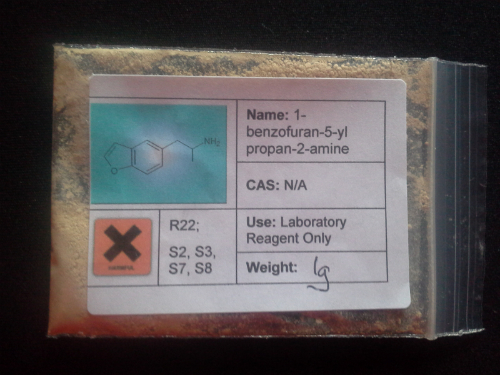 Name: 1-
benzofuran-5-yl
propan-2-amine
NH₂
O
CAS: N/A
R22;
S2, S3,
S7, S8
HARMFUL
Use: Laboratory
Reagent Only
Weight: 1g